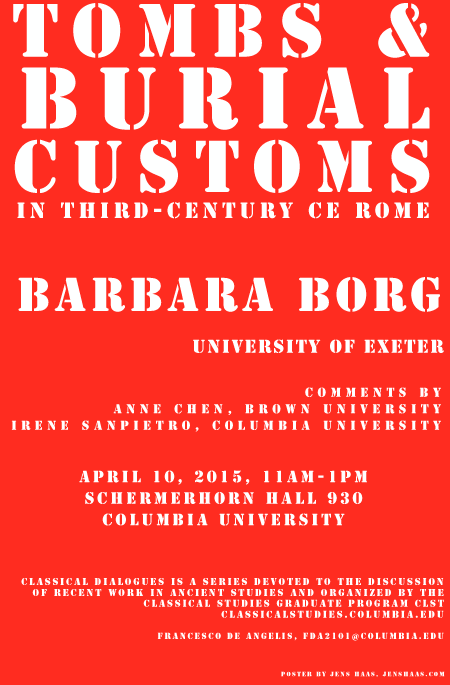 TOMBS &
BURIAL
CUSTOMS
IN THIRD-CENTURY CE ROME
BARBARA BORG
UNIVERSITY OF EXETER
COMMENTS BY
ANNE CHEN, BROWN UNIVERSITY
IRENE SANPIETRO, COLUMBIA UNIVERSITY
APRIL 10, 2015, 11AM-1PM
SCHERMERHORN HALL 930
COLUMBIA UNIVERSITY
CLASSICAL DIALOGUES IS A SERIES DEVOTED TO THE DISCUSSION
OF RECENT WORK IN ANCIENT STUDIES AND ORGANIZED BY THE
CLASSICAL STUDIES GRADUATE PROGRAM CLST
CLASSICALSTUDIES.COLUMBIA.EDU
FRANCESCO DE ANGELIS, FDA2101@COLUMBIA.EDU
POSTER BY JENS HAAS, JENSHAAS.COM